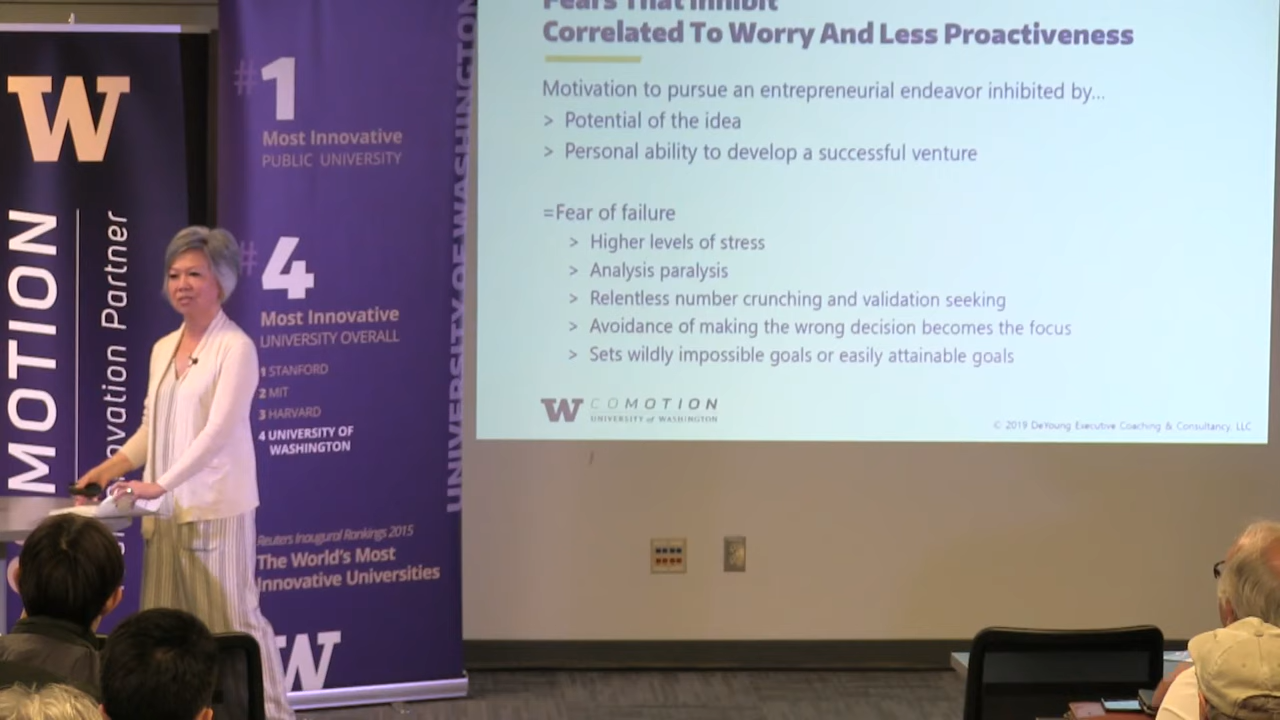 W
MOTION
ovation Partner
#1
Most Innovative
PUBLIC UNIVERSITY
#4
Most Innovative
UNIVERSITY OVERALL
1 STANFORD
2 MIT
3 HARVARD
4 UNIVERSITY OF
WASHINGTON
Reuters Inaugural Rankings 2015
The World's Most
Innovative Universities
W
UNIVERSITY OF WASHINGTON
Fears That Inhibit
Correlated To Worry And Less Proactiveness
Motivation to pursue an entrepreneurial endeavor inhibited by...
> Potential of the idea
> Personal ability to develop a successful venture
=Fear of failure
> Higher levels of stress
> Analysis paralysis
> Relentless number crunching and validation seeking
> Avoidance of making the wrong decision becomes the focus
> Sets wildly impossible goals or easily attainable goals
W COMOTION
UNIVERSITY of WASHINGTON
© 2019 DeYoung Executive Coaching & Consultancy, LLC